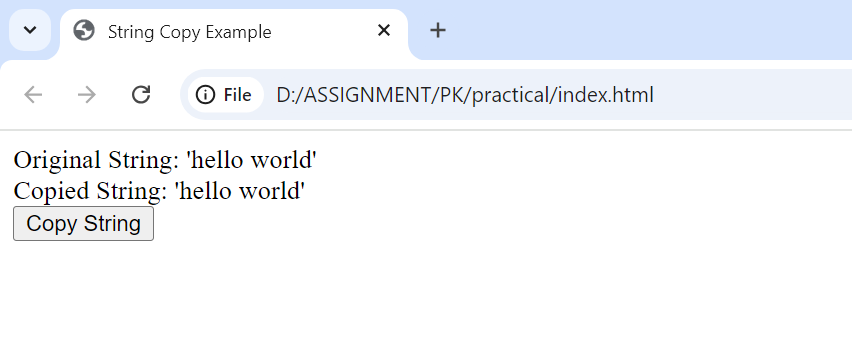 String Copy Example
File D:/ASSIGNMENT/PK/practical/index.html
Original String: 'hello world'
Copied String: 'hello world'
Copy String